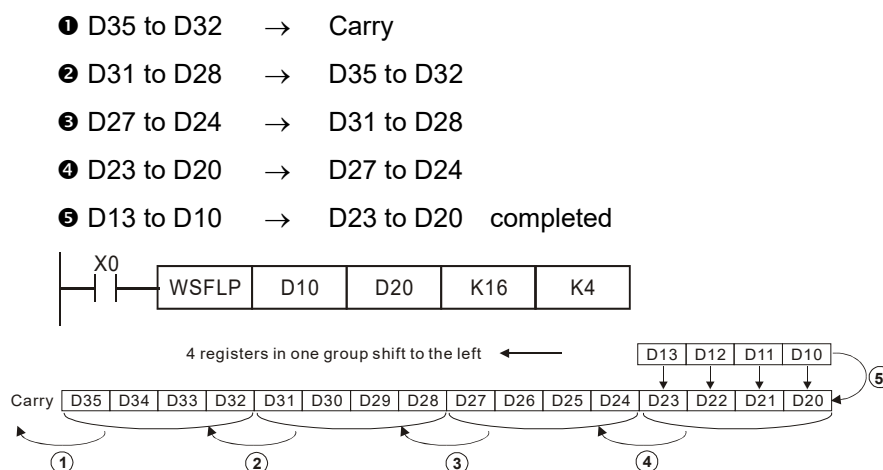 ❶ D35 to D32 → Carry
❷ D31 to D28 → D35 to D32
❸ D27 to D24 → D31 to D28
❹ D23 to D20 → D27 to D24
❺ D13 to D10 → D23 to D20 completed
X0
WSFLP D10 D20 K16 K4
4 registers in one group shift to the left
D13 D12 D11 D10
⑤
Carry D35 D34 D33 D32 D31 D30 D29 D28 D27 D26 D25 D24 D23 D22 D21 D20
① ② ③ ④